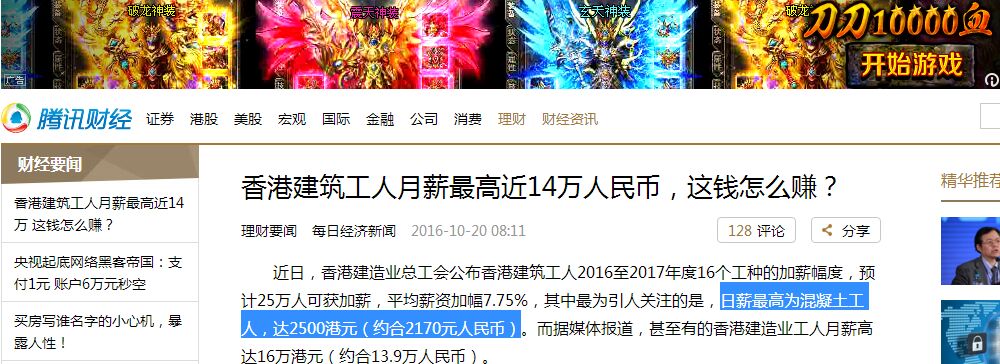 破龙神装
震天神装
玄天神装
破龙
刀刀10000血
开始游戏
广告
腾讯财经 证券 港股 美股 宏观 国际 金融 公司 消费 理财 财经资讯
财经要闻
香港建筑工人月薪最高近14
万 这钱怎么赚？
央视起底网络黑客帝国：支
付1元 账户6万元秒空
买房写谁名字的小心机，暴
露人性！
香港建筑工人月薪最高近14万人民币，这钱怎么赚？
理财要闻 每日经济新闻 2016-10-20 08:11
128 评论
分享
近日，香港建造业总工会公布香港建筑工人2016至2017年度16个工种的加薪幅度，预
计25万人可获加薪，平均薪资加幅7.75%，其中最为引人关注的是，日薪最高为混凝土工
人，达2500港元（约合2170元人民币）。而据媒体报道，甚至有的香港建造业工人月薪高
达16万港元（约合13.9万人民币）。
精华推荐